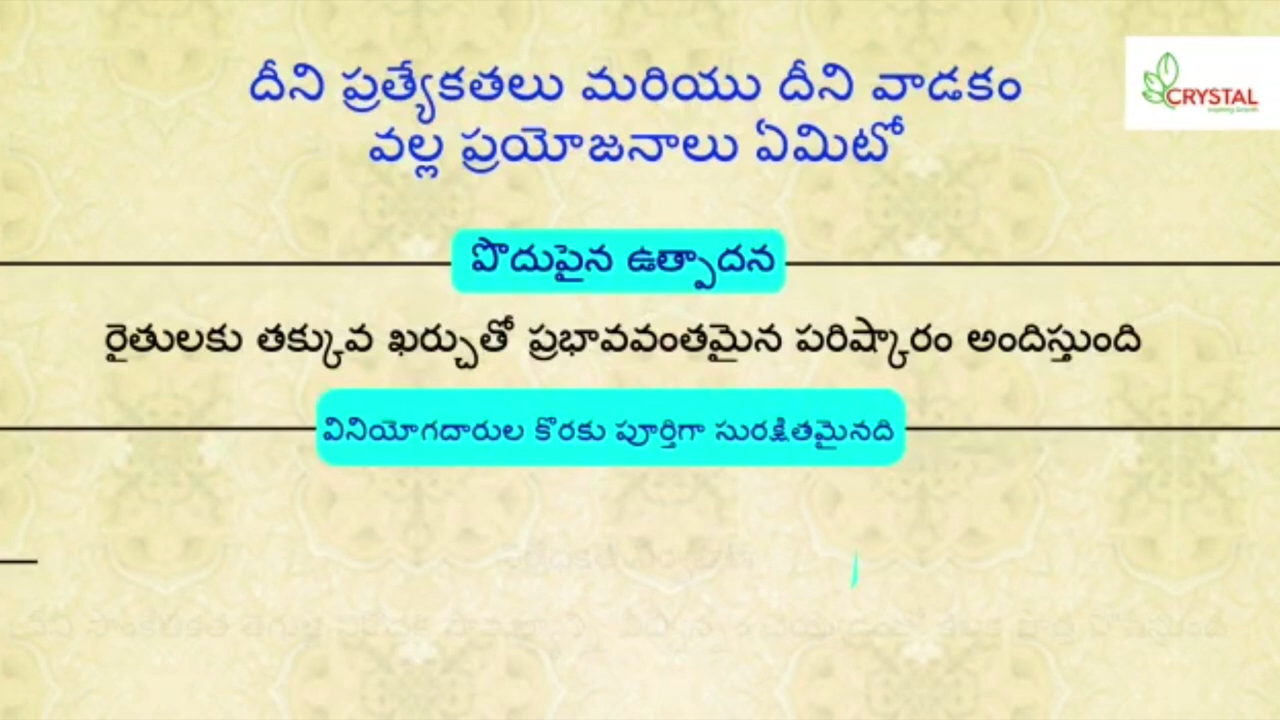 దీని ప్రత్యేకతలు మరియు దీని వాడకం
వల్ల ప్రయోజనాలు ఏమిటో
CRYSTAL
పొదుపైన ఉత్పాదన
రైతులకు తక్కువ ఖర్చుతో ప్రభావవంతమైన పరిష్కారం అందిస్తుంది
వినియోగదారుల కొరకు పూర్తిగా సురక్షితమైనది